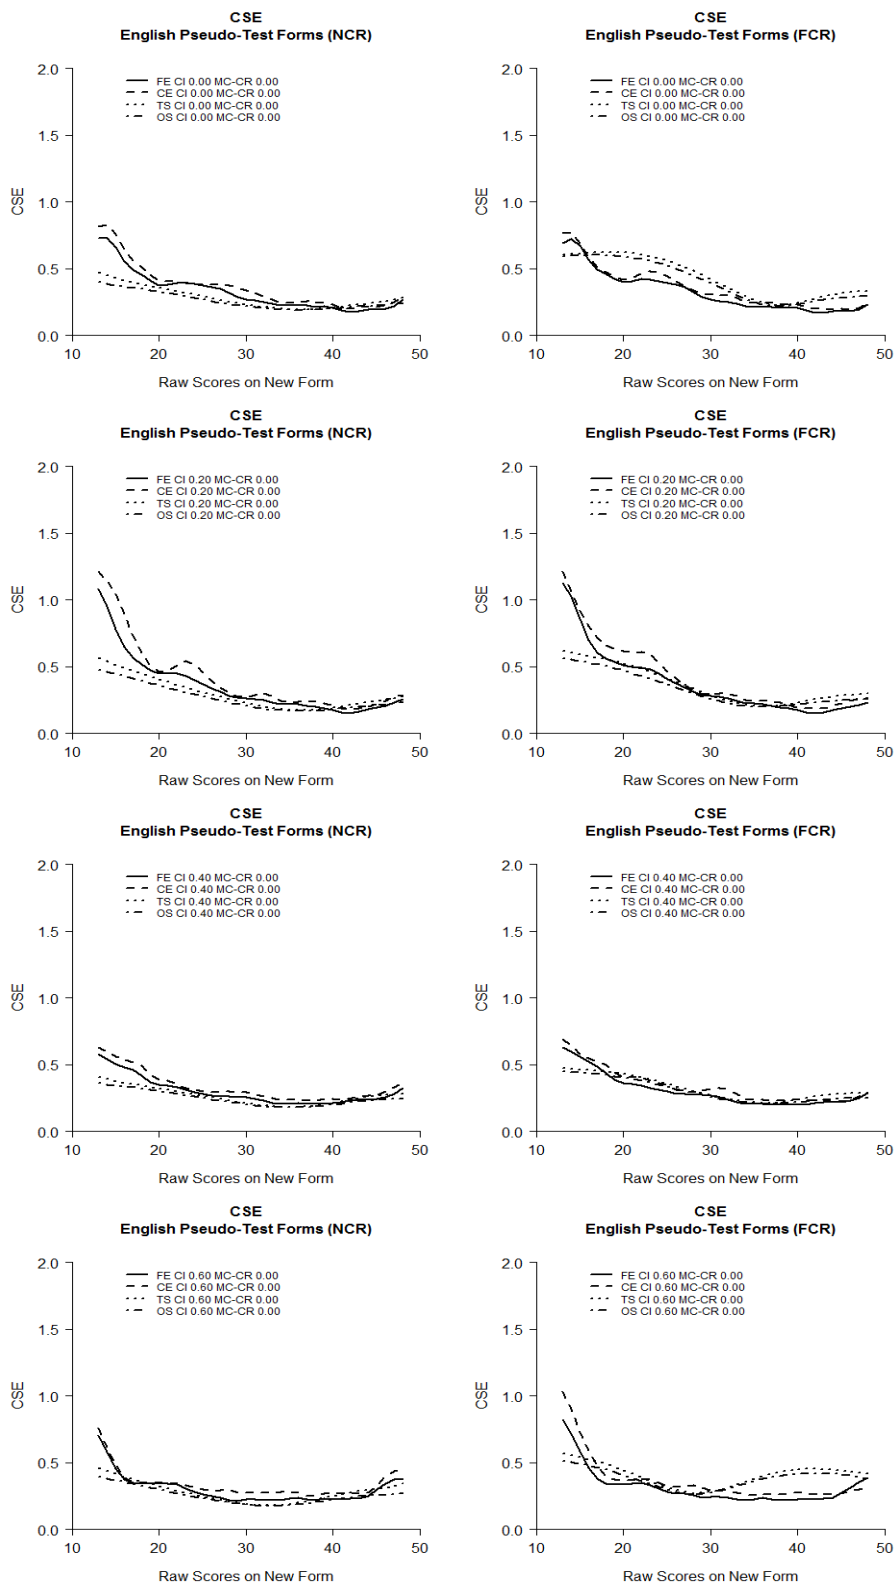 CSE
English Pseudo-Test Forms (NCR)
2.0
1.5
1.0
0.5
0.0
CSE
FE CI 0.00 MC-CR 0.00
CE CI 0.00 MC-CR 0.00
TS CI 0.00 MC-CR 0.00
OS CI 0.00 MC-CR 0.00
10 20 30 40 50
Raw Scores on New Form
CSE
English Pseudo-Test Forms (FCR)
2.0
1.5
1.0
0.5
0.0
CSE
FE CI 0.00 MC-CR 0.00
CE CI 0.00 MC-CR 0.00
TS CI 0.00 MC-CR 0.00
OS CI 0.00 MC-CR 0.00
10 20 30 40 50
Raw Scores on New Form
CSE
English Pseudo-Test Forms (NCR)
2.0
1.5
1.0
0.5
0.0
CSE
FE CI 0.20 MC-CR 0.00
CE CI 0.20 MC-CR 0.00
TS CI 0.20 MC-CR 0.00
OS CI 0.20 MC-CR 0.00
10 20 30 40 50
Raw Scores on New Form
CSE
English Pseudo-Test Forms (FCR)
2.0
1.5
1.0
0.5
0.0
CSE
FE CI 0.20 MC-CR 0.00
CE CI 0.20 MC-CR 0.00
TS CI 0.20 MC-CR 0.00
OS CI 0.20 MC-CR 0.00
10 20 30 40 50
Raw Scores on New Form
CSE
English Pseudo-Test Forms (NCR)
2.0
1.5
1.0
0.5
0.0
CSE
FE CI 0.40 MC-CR 0.00
CE CI 0.40 MC-CR 0.00
TS CI 0.40 MC-CR 0.00
OS CI 0.40 MC-CR 0.00
10 20 30 40 50
Raw Scores on New Form
CSE
English Pseudo-Test Forms (FCR)
2.0
1.5
1.0
0.5
0.0
CSE
FE CI 0.40 MC-CR 0.00
CE CI 0.40 MC-CR 0.00
TS CI 0.40 MC-CR 0.00
OS CI 0.40 MC-CR 0.00
10 20 30 40 50
Raw Scores on New Form
CSE
English Pseudo-Test Forms (NCR)
2.0
1.5
1.0
0.5
0.0
CSE
FE CI 0.60 MC-CR 0.00
CE CI 0.60 MC-CR 0.00
TS CI 0.60 MC-CR 0.00
OS CI 0.60 MC-CR 0.00
10 20 30 40 50
Raw Scores on New Form
CSE
English Pseudo-Test Forms (FCR)
2.0
1.5
1.0
0.5
0.0
CSE
FE CI 0.60 MC-CR 0.00
CE CI 0.60 MC-CR 0.00
TS CI 0.60 MC-CR 0.00
OS CI 0.60 MC-CR 0.00
10 20 30 40 50
Raw Scores on New Form